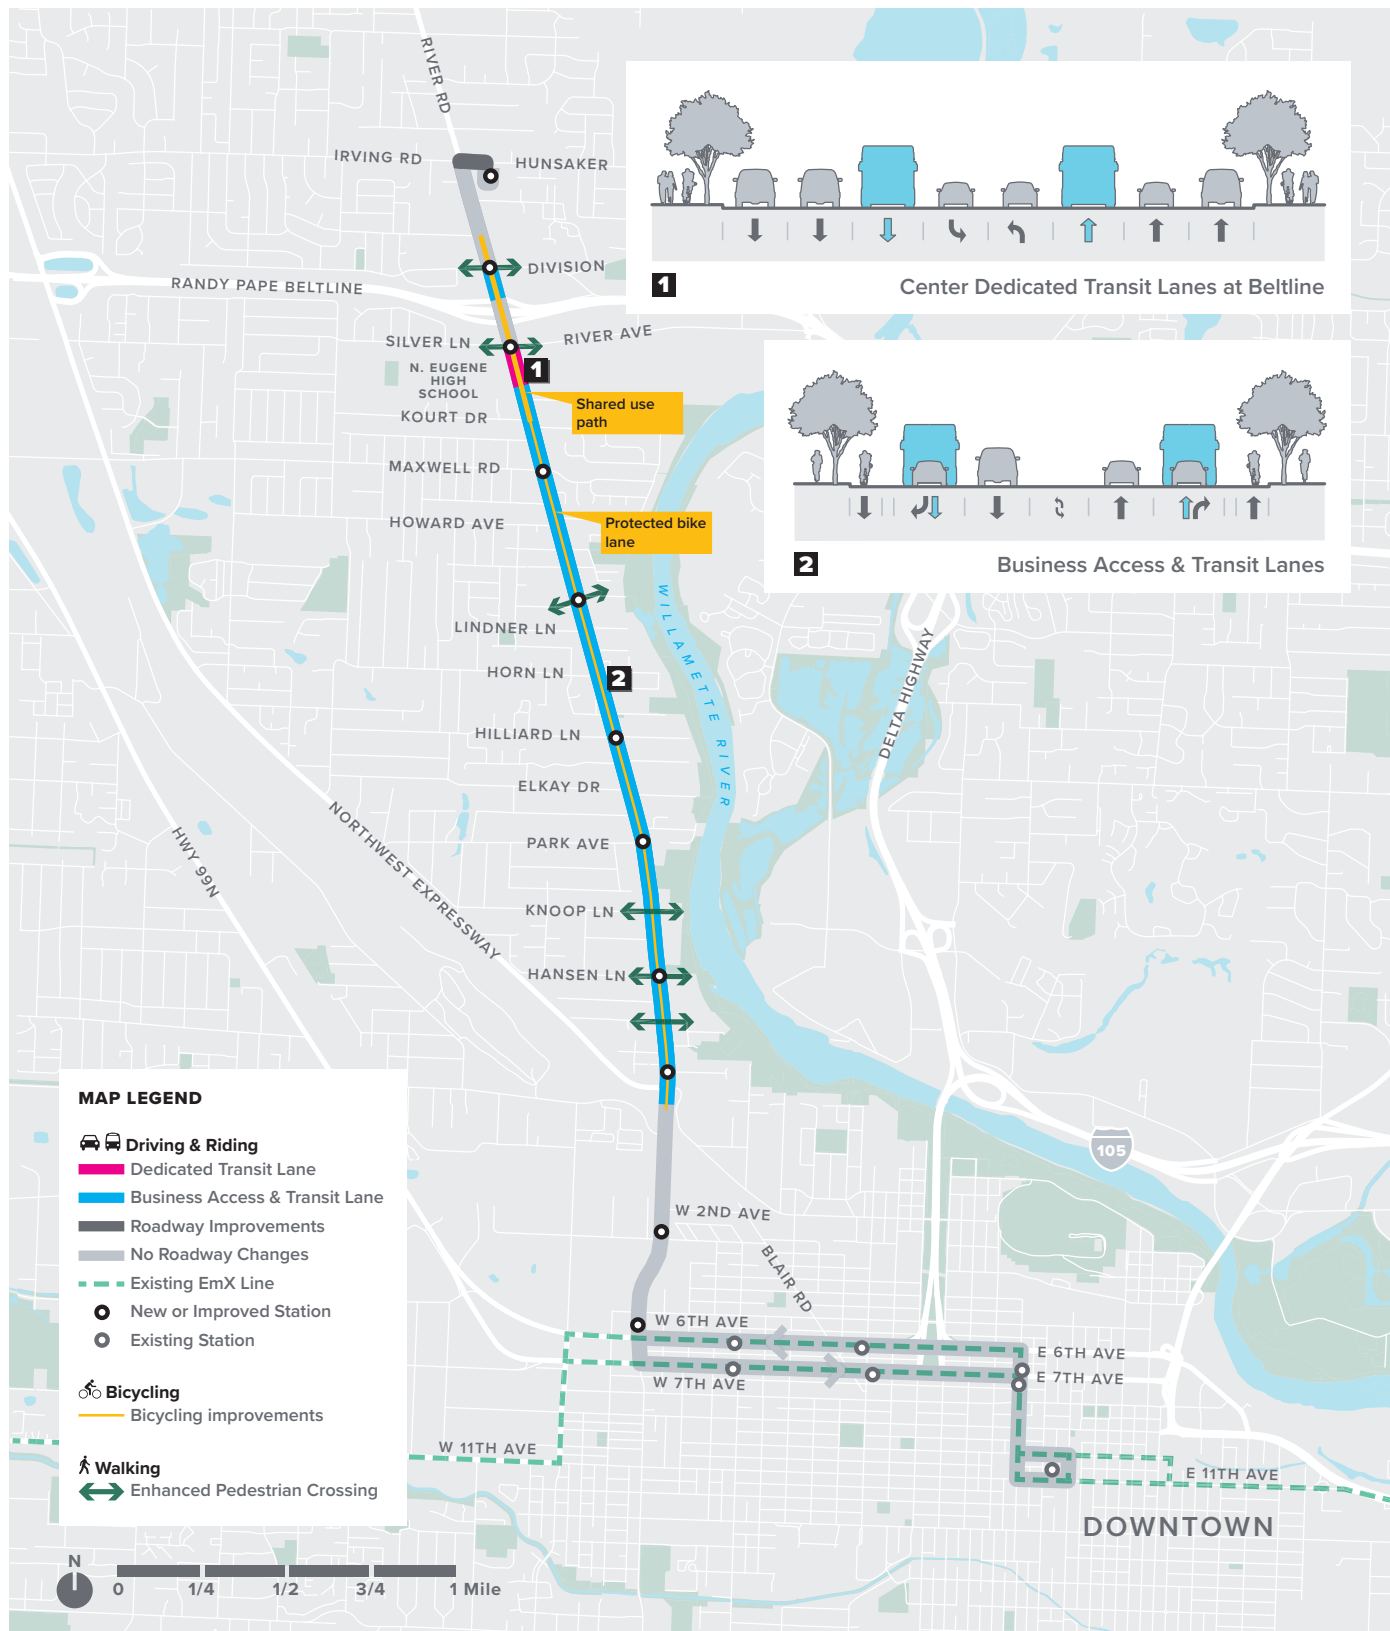 RIVER RD
IRVING RD
HUNSAKER
DIVISION
RANDY PAPE BELTLINE
1
Center Dedicated Transit Lanes at Beltline
SILVER LN
RIVER AVE
N. EUGENE
HIGH
SCHOOL
1
Shared use
path
KOURT DR
MAXWELL RD
HOWARD AVE
Protected bike
lane
2
Business Access & Transit Lanes
LINDNER LN
HORN LN
2
WILLAMETTE RIVER
DELTA HIGHWAY
HILLIARD LN
ELKAY DR
PARK AVE
NORTHWEST EXPRESSWAY
HWY 99N
KNOOP LN
HANSEN LN
105
W 2ND AVE
BLAIR RD
W 6TH AVE
E 6TH AVE
E 7TH AVE
W 7TH AVE
W 11TH AVE
E 11TH AVE
DOWNTOWN
MAP LEGEND
Driving & Riding
Dedicated Transit Lane
Business Access & Transit Lane
Roadway Improvements
No Roadway Changes
Existing EmX Line
New or Improved Station
Existing Station
Bicycling
Bicycling improvements
Walking
Enhanced Pedestrian Crossing
N
0 1/4 1/2 3/4 1 Mile